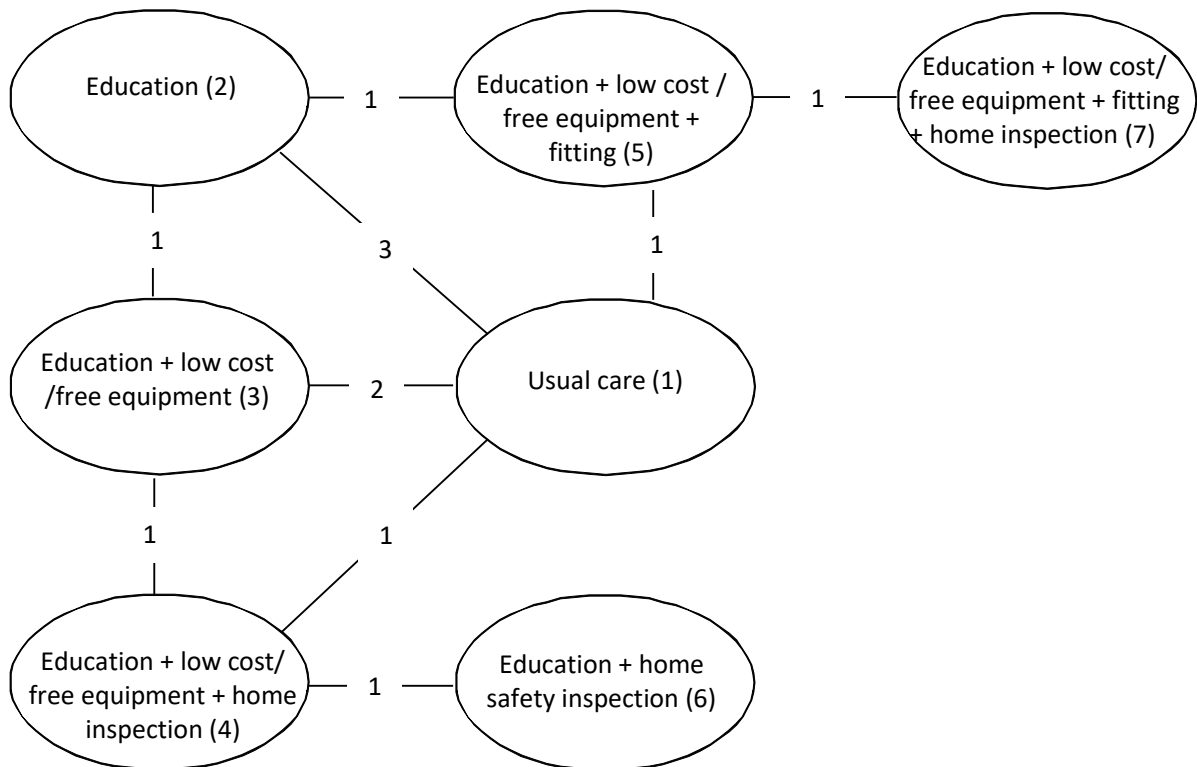 Education (2)
1
Education + low cost /
free equipment +
fitting (5)
1
Education + low cost/
free equipment + fitting
+ home inspection (7)
1
3
1
Education + low cost
/free equipment (3)
2
Usual care (1)
1
1
Education + low cost/
free equipment + home
inspection (4)
1
Education + home
safety inspection (6)